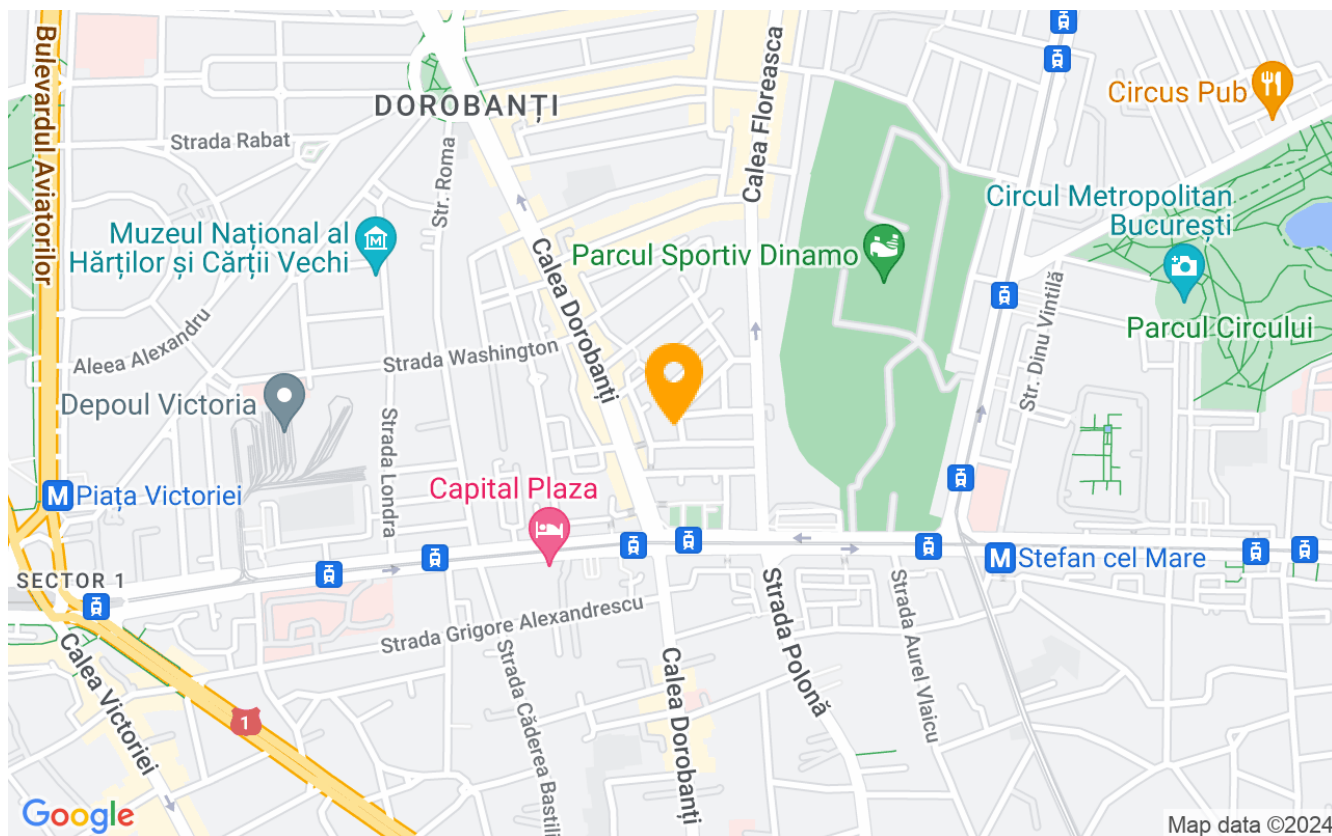 Bulevardul Aviatorilor
DOROBANȚI
Strada Rabat
Str. Roma
Calea Floreasca
Circus Pub
Circul Metropolitan
București
Muzeul Național al
Hărților și Cărții Vechi
Calea Dorobanți
Parcul Sportiv Dinamo
Parcul Circului
Aleea Alexandru
Strada Washington
Str. Dinu Vintilă
Depoul Victoria
Strada Londra
M
Piața Victoriei
Capital Plaza
M
Stefan cel Mare
SECTOR 1
Strada Grigore Alexandrescu
Calea Victoriei
1
Strada Căderea Bastili
Calea Dorobanți
Strada Polonă
Strada Aurel Vlaicu
Google
Map data ©2024